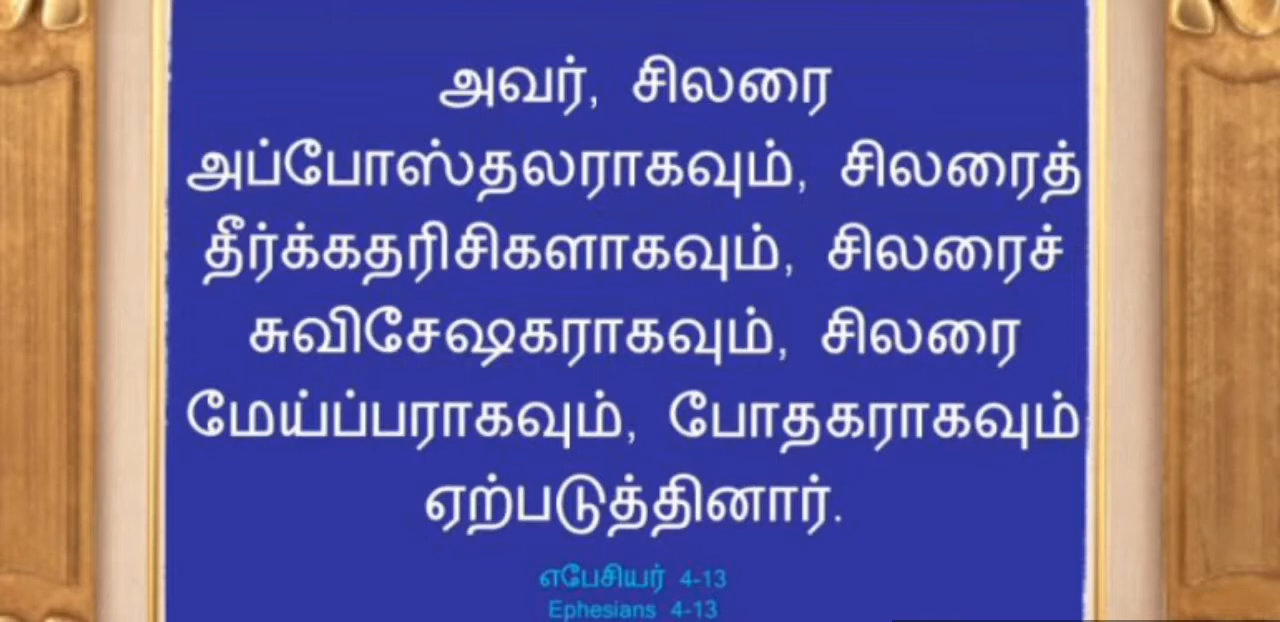 அவர், சிலரை
அப்போஸ்தலராகவும், சிலரைத்
தீர்க்கதரிசிகளாகவும், சிலரைச்
சுவிசேஷகராகவும், சிலரை
மேய்ப்பராகவும், போதகராகவும்
ஏற்படுத்தினார்.
எபேசியர் 4-13
Ephesians 4-13